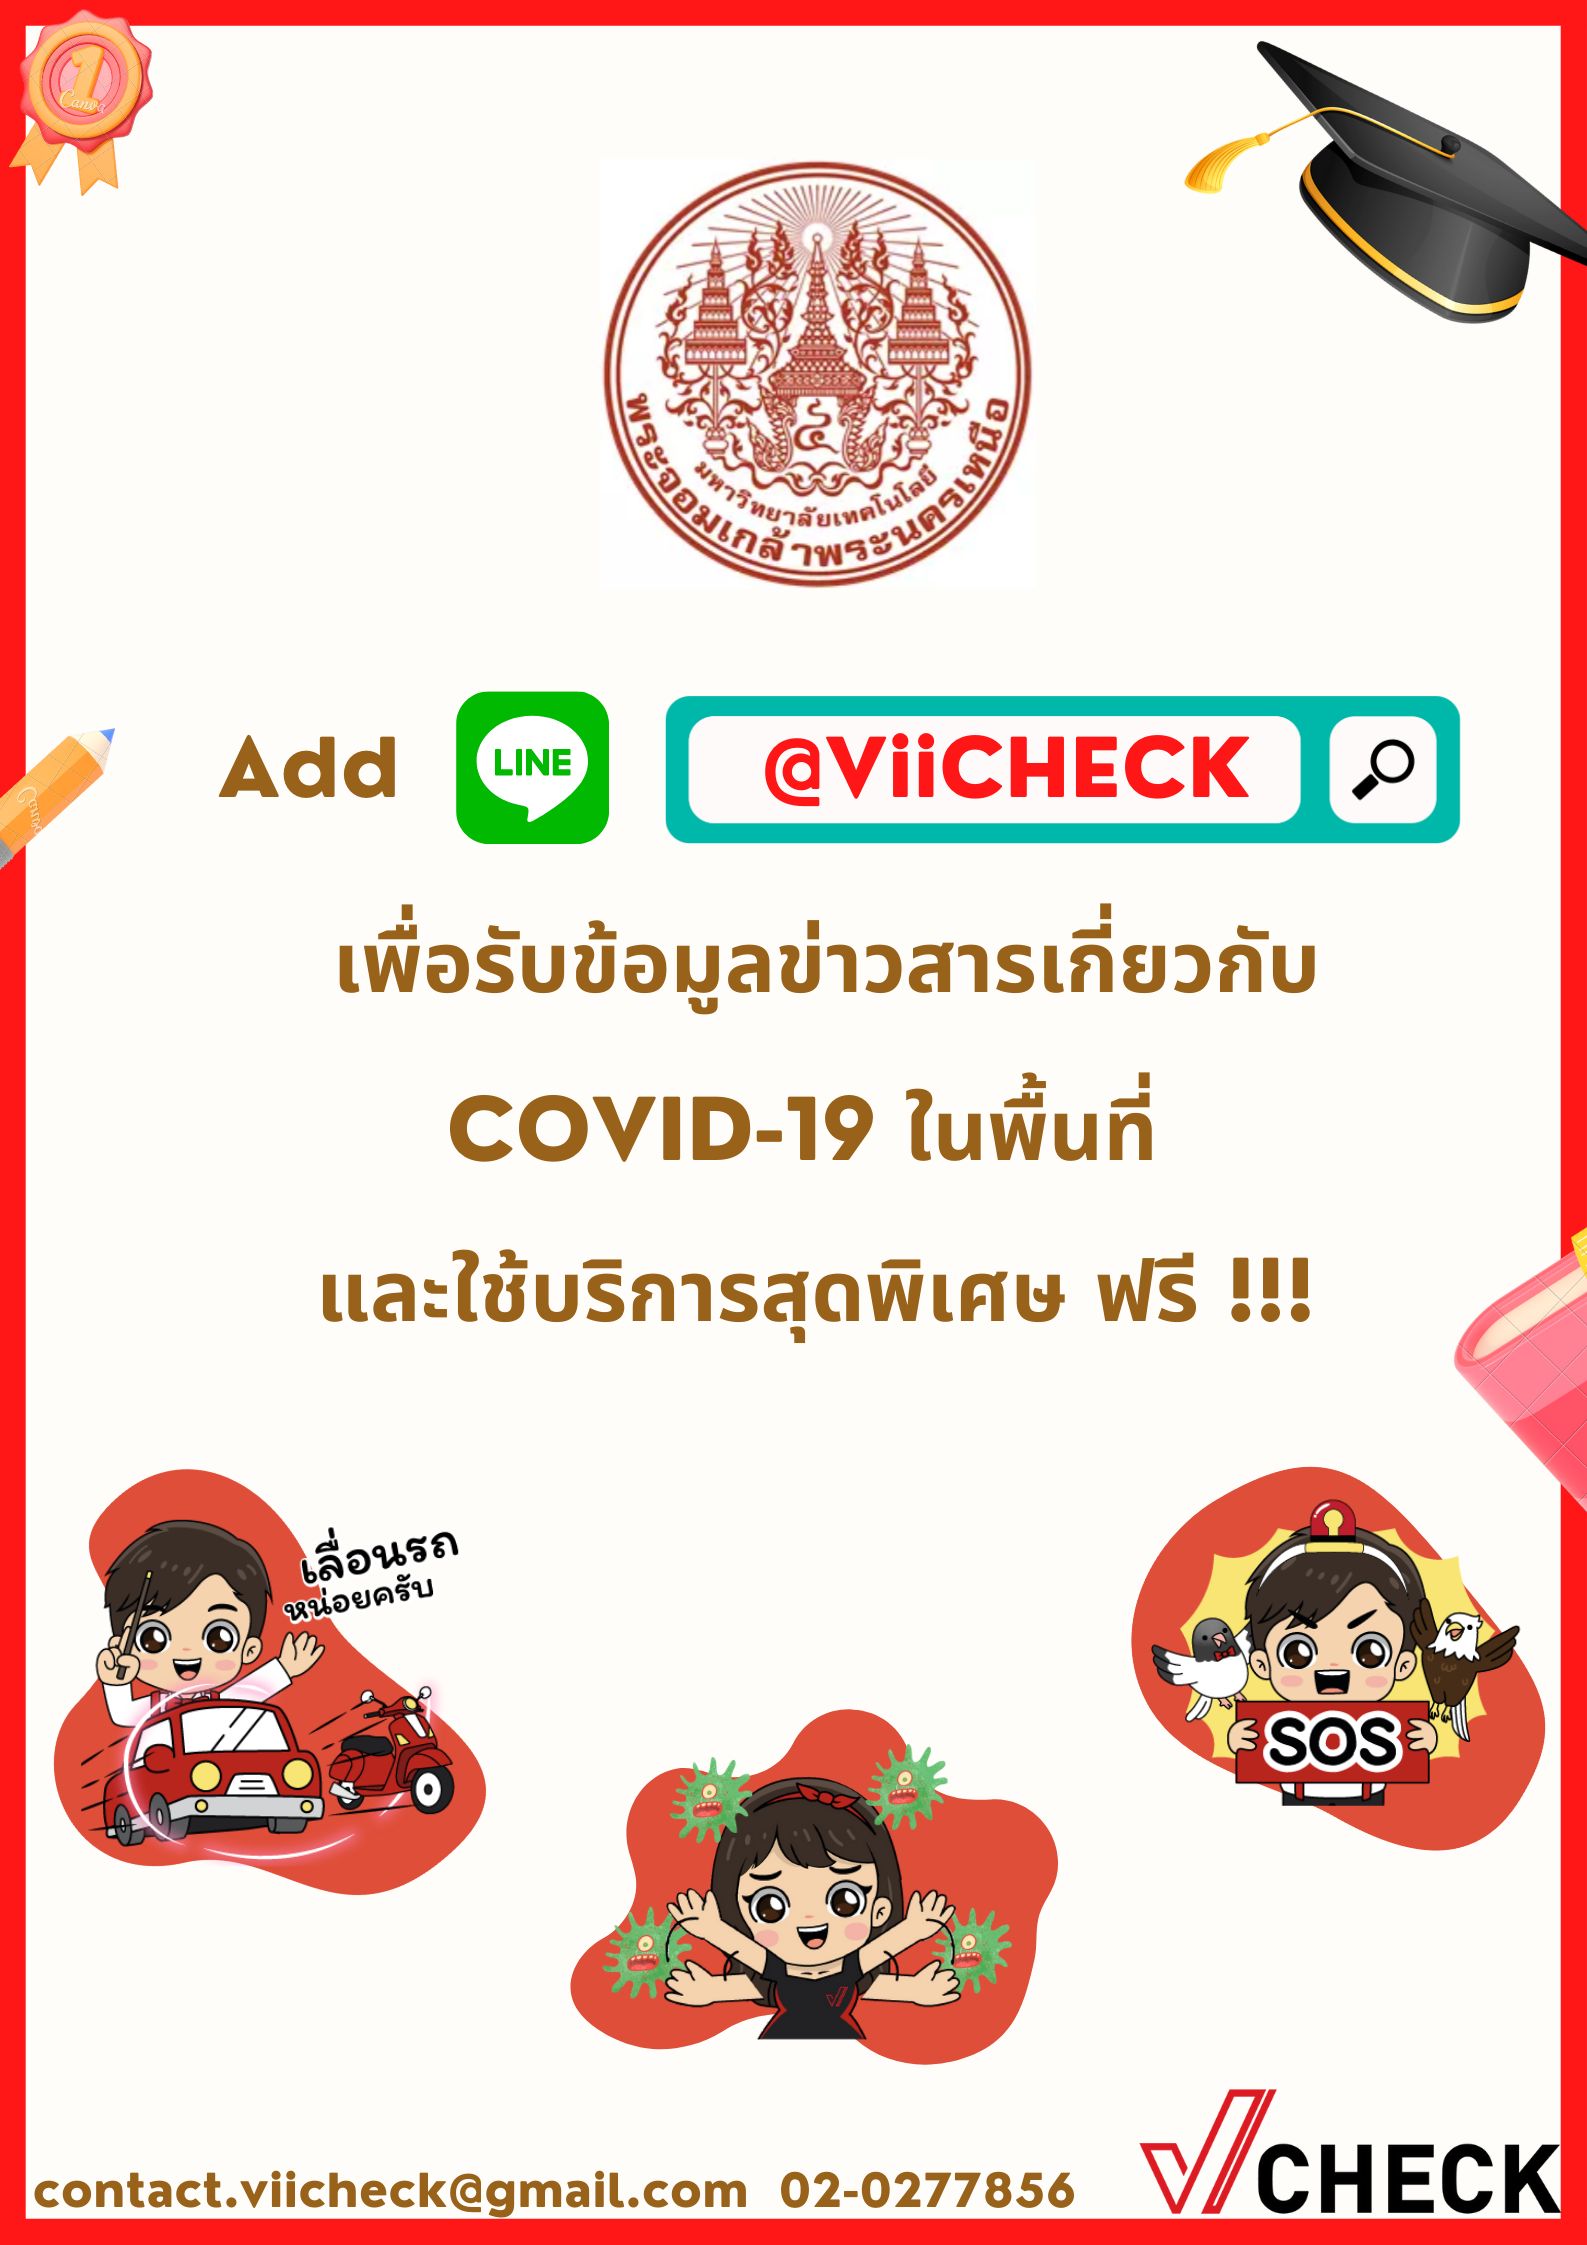 1
Canva
มหาวิทยาลัยเทคโนโลยี
พระจอมเกล้าพระนครเหนือ
Add LINE @ViiCHECK
Canva
เพื่อรับข้อมูลข่าวสารเกี่ยวกับ
COVID-19 ในพื้นที่
และใช้บริการสุดพิเศษ ฟรี !!!
เลื่อนรถ
หน่อยครับ
SOS
contact.viicheck@gmail.com 02-0277856
ViiCHECK